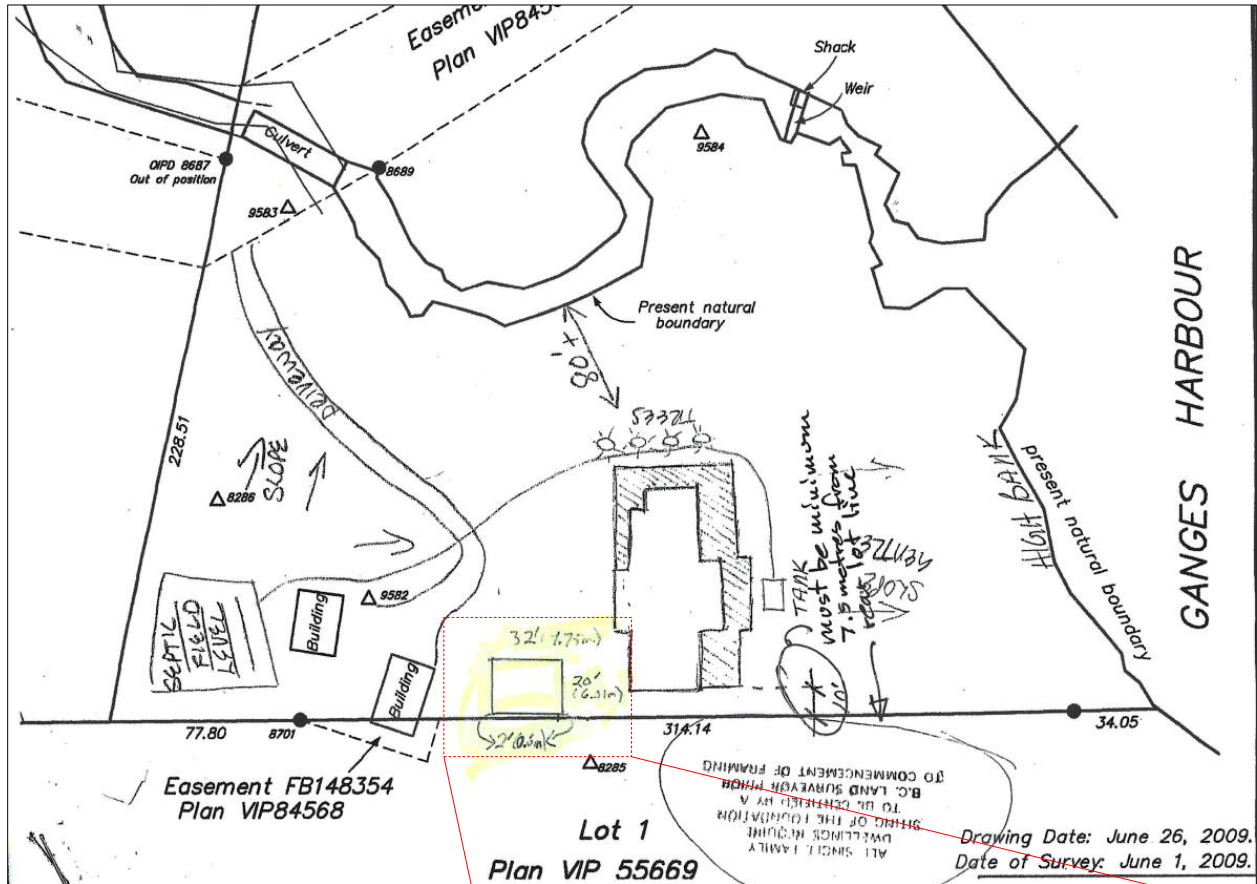 Easeme
Plan VIP845
Shack
Weir
Culvert
OIPD 8687
Out of position
8689
9584
9583
Present natural
boundary
80'+
DRIVEWAY
TREES
228.51
SLOPE
8286
HIGH BANK
present natural boundary
GANGES HARBOUR
TANK
must be minimum
7.5 metres from
rear lot line
GENTLE
SLOPE
SEPTIC
FIELD
LEVEL
Building
9582
Building
32'
20'
10'
77.80
8701
314.14
34.05
8285
Easement FB148354
Plan VIP84568
Lot 1
Plan VIP 55669
ALL SINGLE FAMILY
DWELLINGS REQUIRE
SITING OF THE FOUNDATION
TO BE CERTIFIED BY A
B.C. LAND SURVEYOR PRIOR
TO COMMENCEMENT OF FRAMING
Drawing Date: June 26, 2009.
Date of Survey: June 1, 2009.